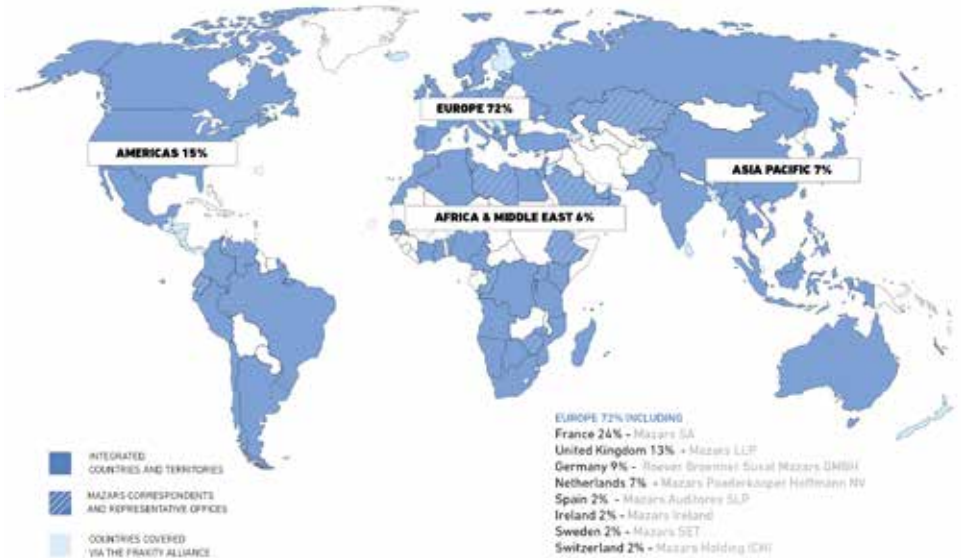 EUROPE 72%
AMERICAS 15%
ASIA PACIFIC 7%
AFRICA & MIDDLE EAST 6%
EUROPE 72% INCLUDING
France 24% - Mazars SA
United Kingdom 13% - Mazars LLP
Germany 9% - Roever Broenner Susat Mazars GMBH
Netherlands 7% - Mazars Paardekooper Hoffmann NV
Spain 2% - Mazars Auditores SLP
Ireland 2% - Mazars Ireland
Sweden 2% - Mazars SET
Switzerland 2% - Mazars Holding (CH)
INTEGRATED
COUNTRIES AND TERRITORIES
MAZARS CORRESPONDENTS
AND REPRESENTATIVE OFFICES
COUNTRIES COVERED
VIA THE PRAXITY ALLIANCE